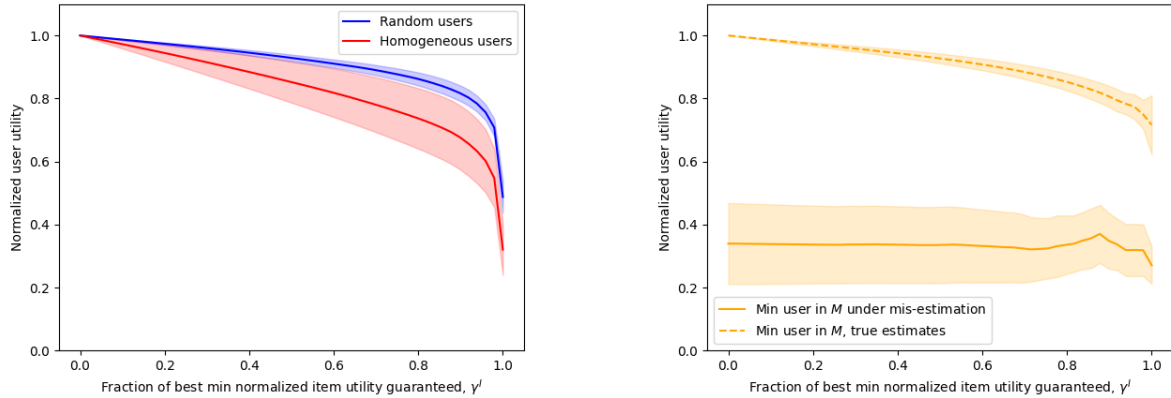 Normalized user utility
1.0
0.8
0.6
0.4
0.2
0.0
0.0 0.2 0.4 0.6 0.8 1.0
Fraction of best min normalized item utility guaranteed, γᴵ
Random users
Homogeneous users
Normalized user utility
1.0
0.8
0.6
0.4
0.2
0.0
0.0 0.2 0.4 0.6 0.8 1.0
Fraction of best min normalized item utility guaranteed, γᴵ
Min user in M under mis-estimation
Min user in M, true estimates